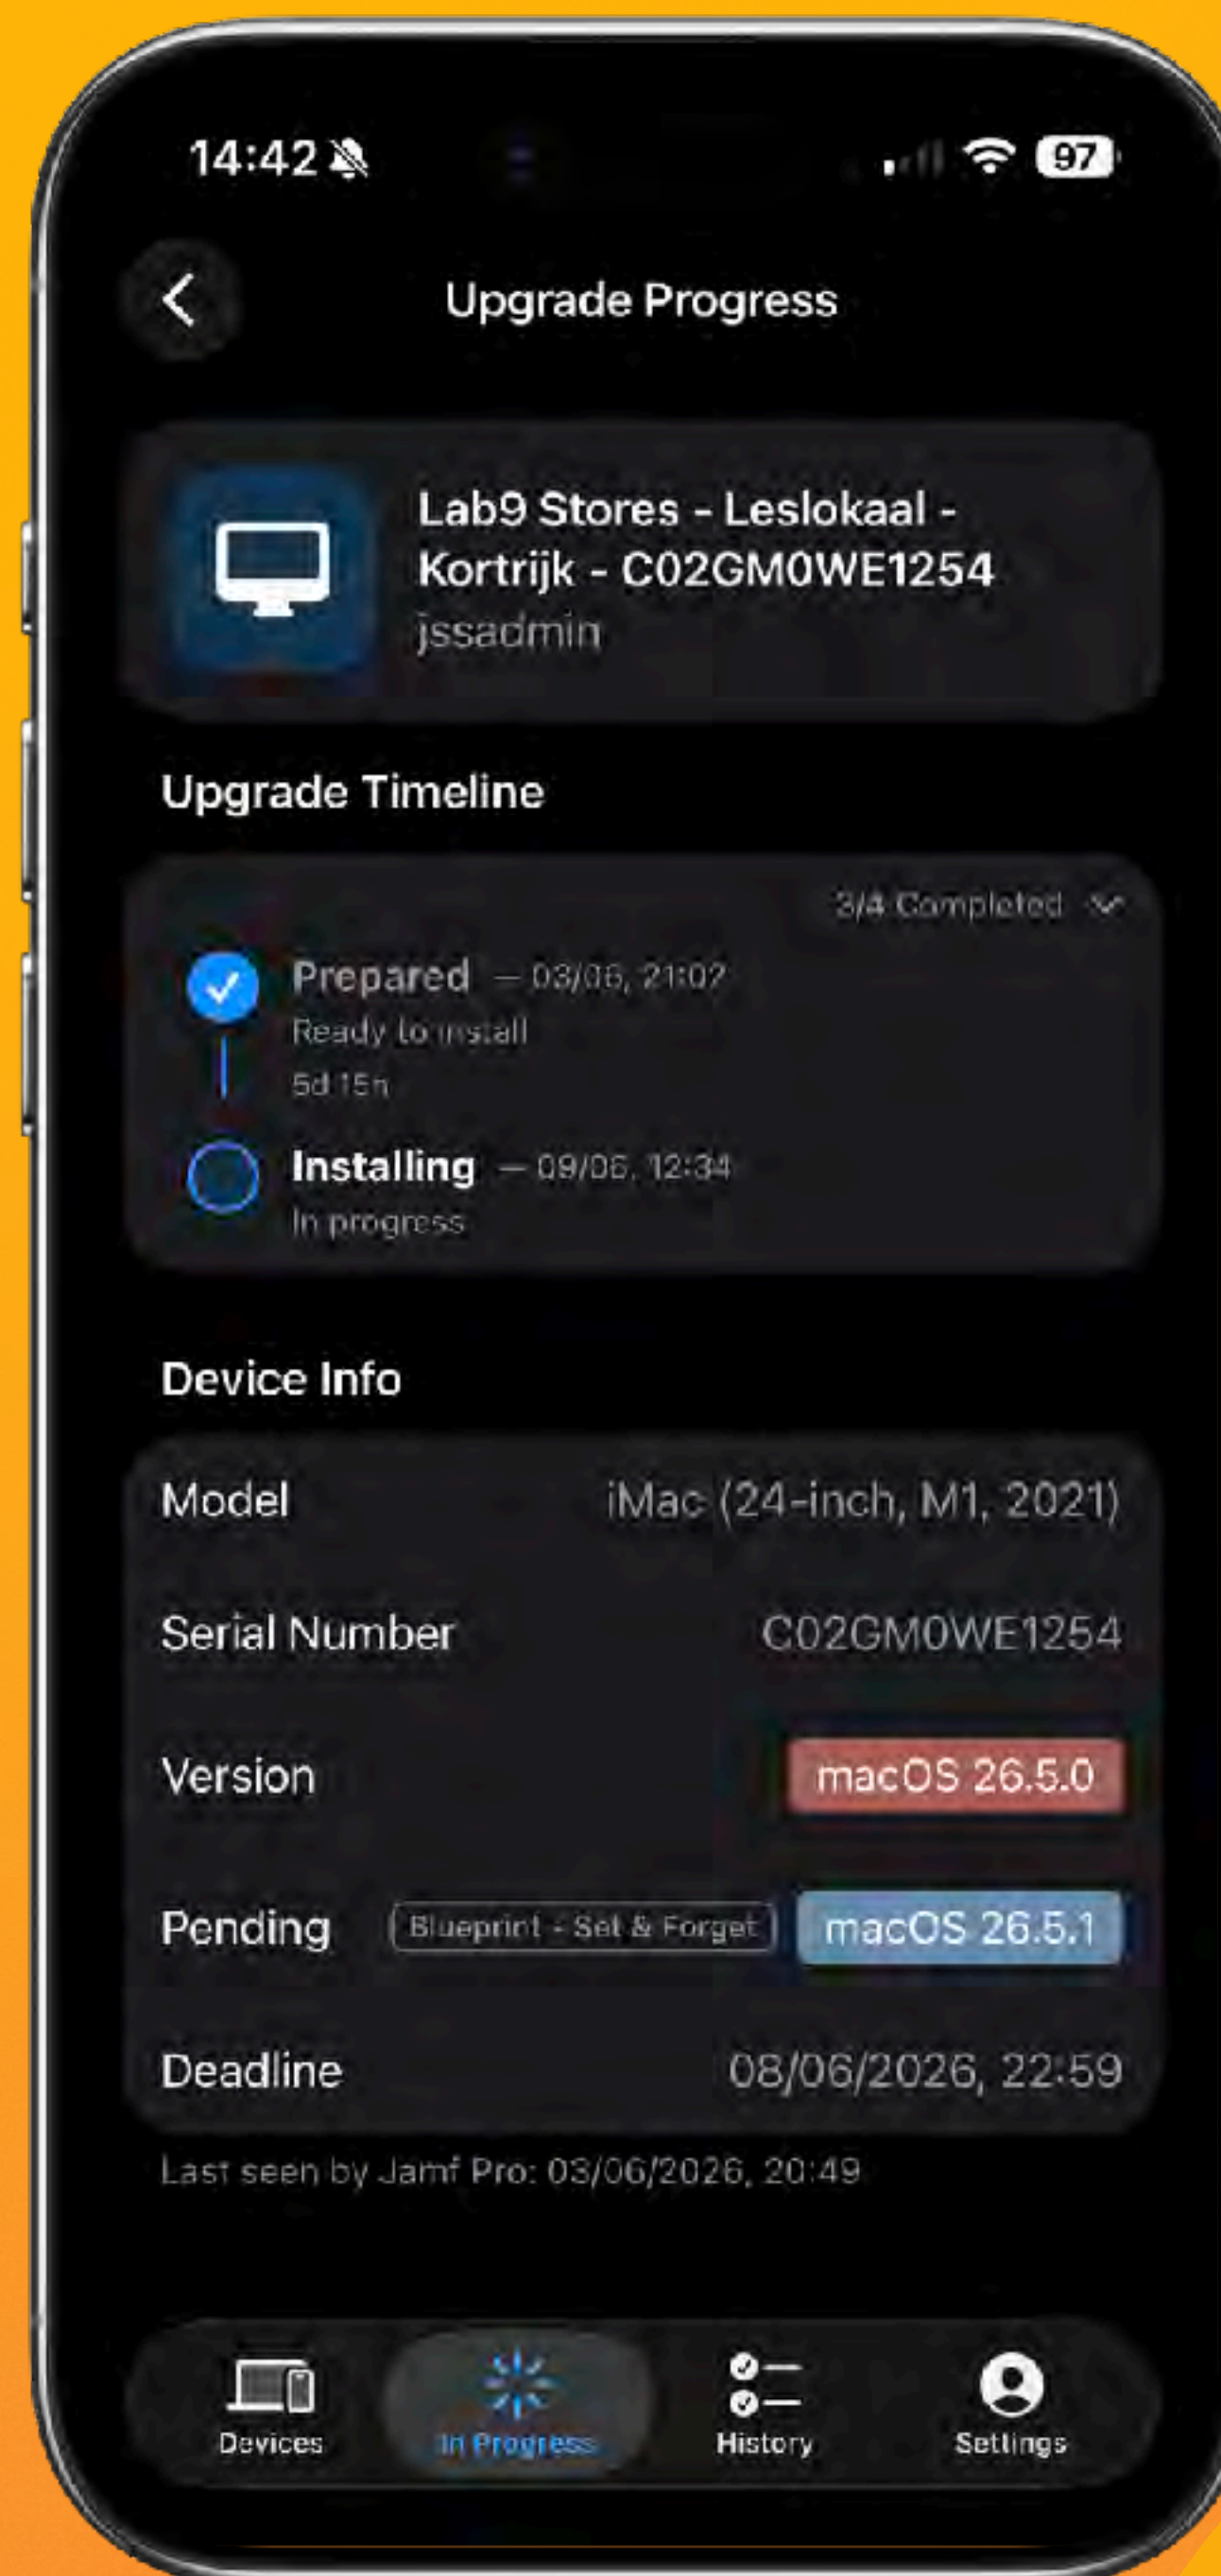 14:42
97
Upgrade Progress
Lab9 Stores - Leslokaal -
Kortrijk - C02GM0WE1254
jssadmin
Upgrade Timeline
3/4 Completed
Prepared — 03/06, 21:02
Ready to install
5d 15h
Installing — 09/06, 12:34
In progress
Device Info
Model iMac (24-inch, M1, 2021)
Serial Number C02GM0WE1254
Version macOS 26.5.0
Pending Blueprint - Set & Forget macOS 26.5.1
Deadline 08/06/2026, 22:59
Last seen by Jamf Pro: 03/06/2026, 20:49
Devices
In Progress
History
Settings